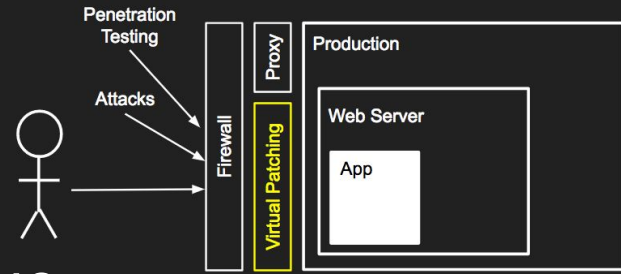 Penetration
Testing
Attacks
Firewall
Proxy
Virtual Patching
Production
Web Server
App